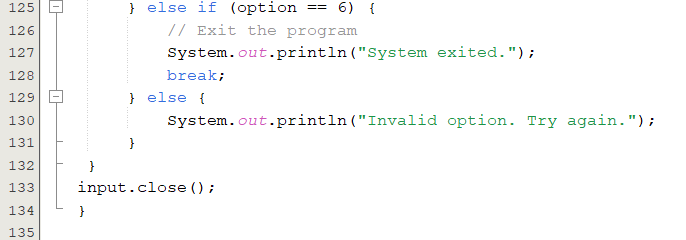 125 } else if (option == 6) {
126 // Exit the program
127 System.out.println("System exited.");
128 break;
129 } else {
130 System.out.println("Invalid option. Try again.");
131 }
132 }
133 input.close();
134 }
135